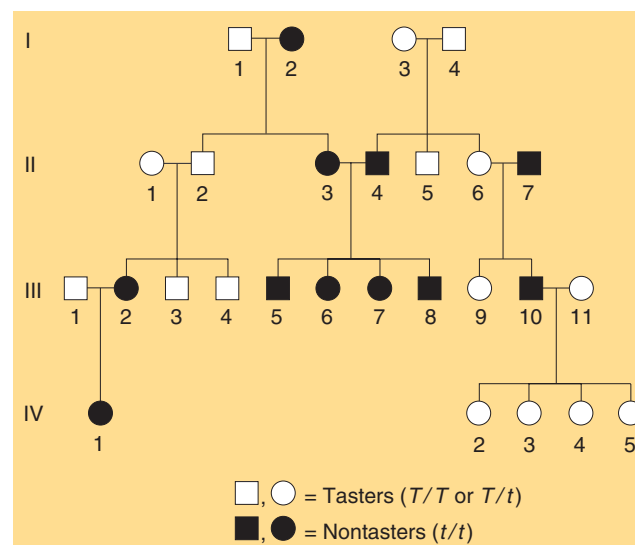 I
1 2 3 4
II
1 2 3 4 5 6 7
III
1 2 3 4 5 6 7 8 9 10 11
IV
1 2 3 4 5
, = Tasters (T/T or T/t)
, = Nontasters (t/t)